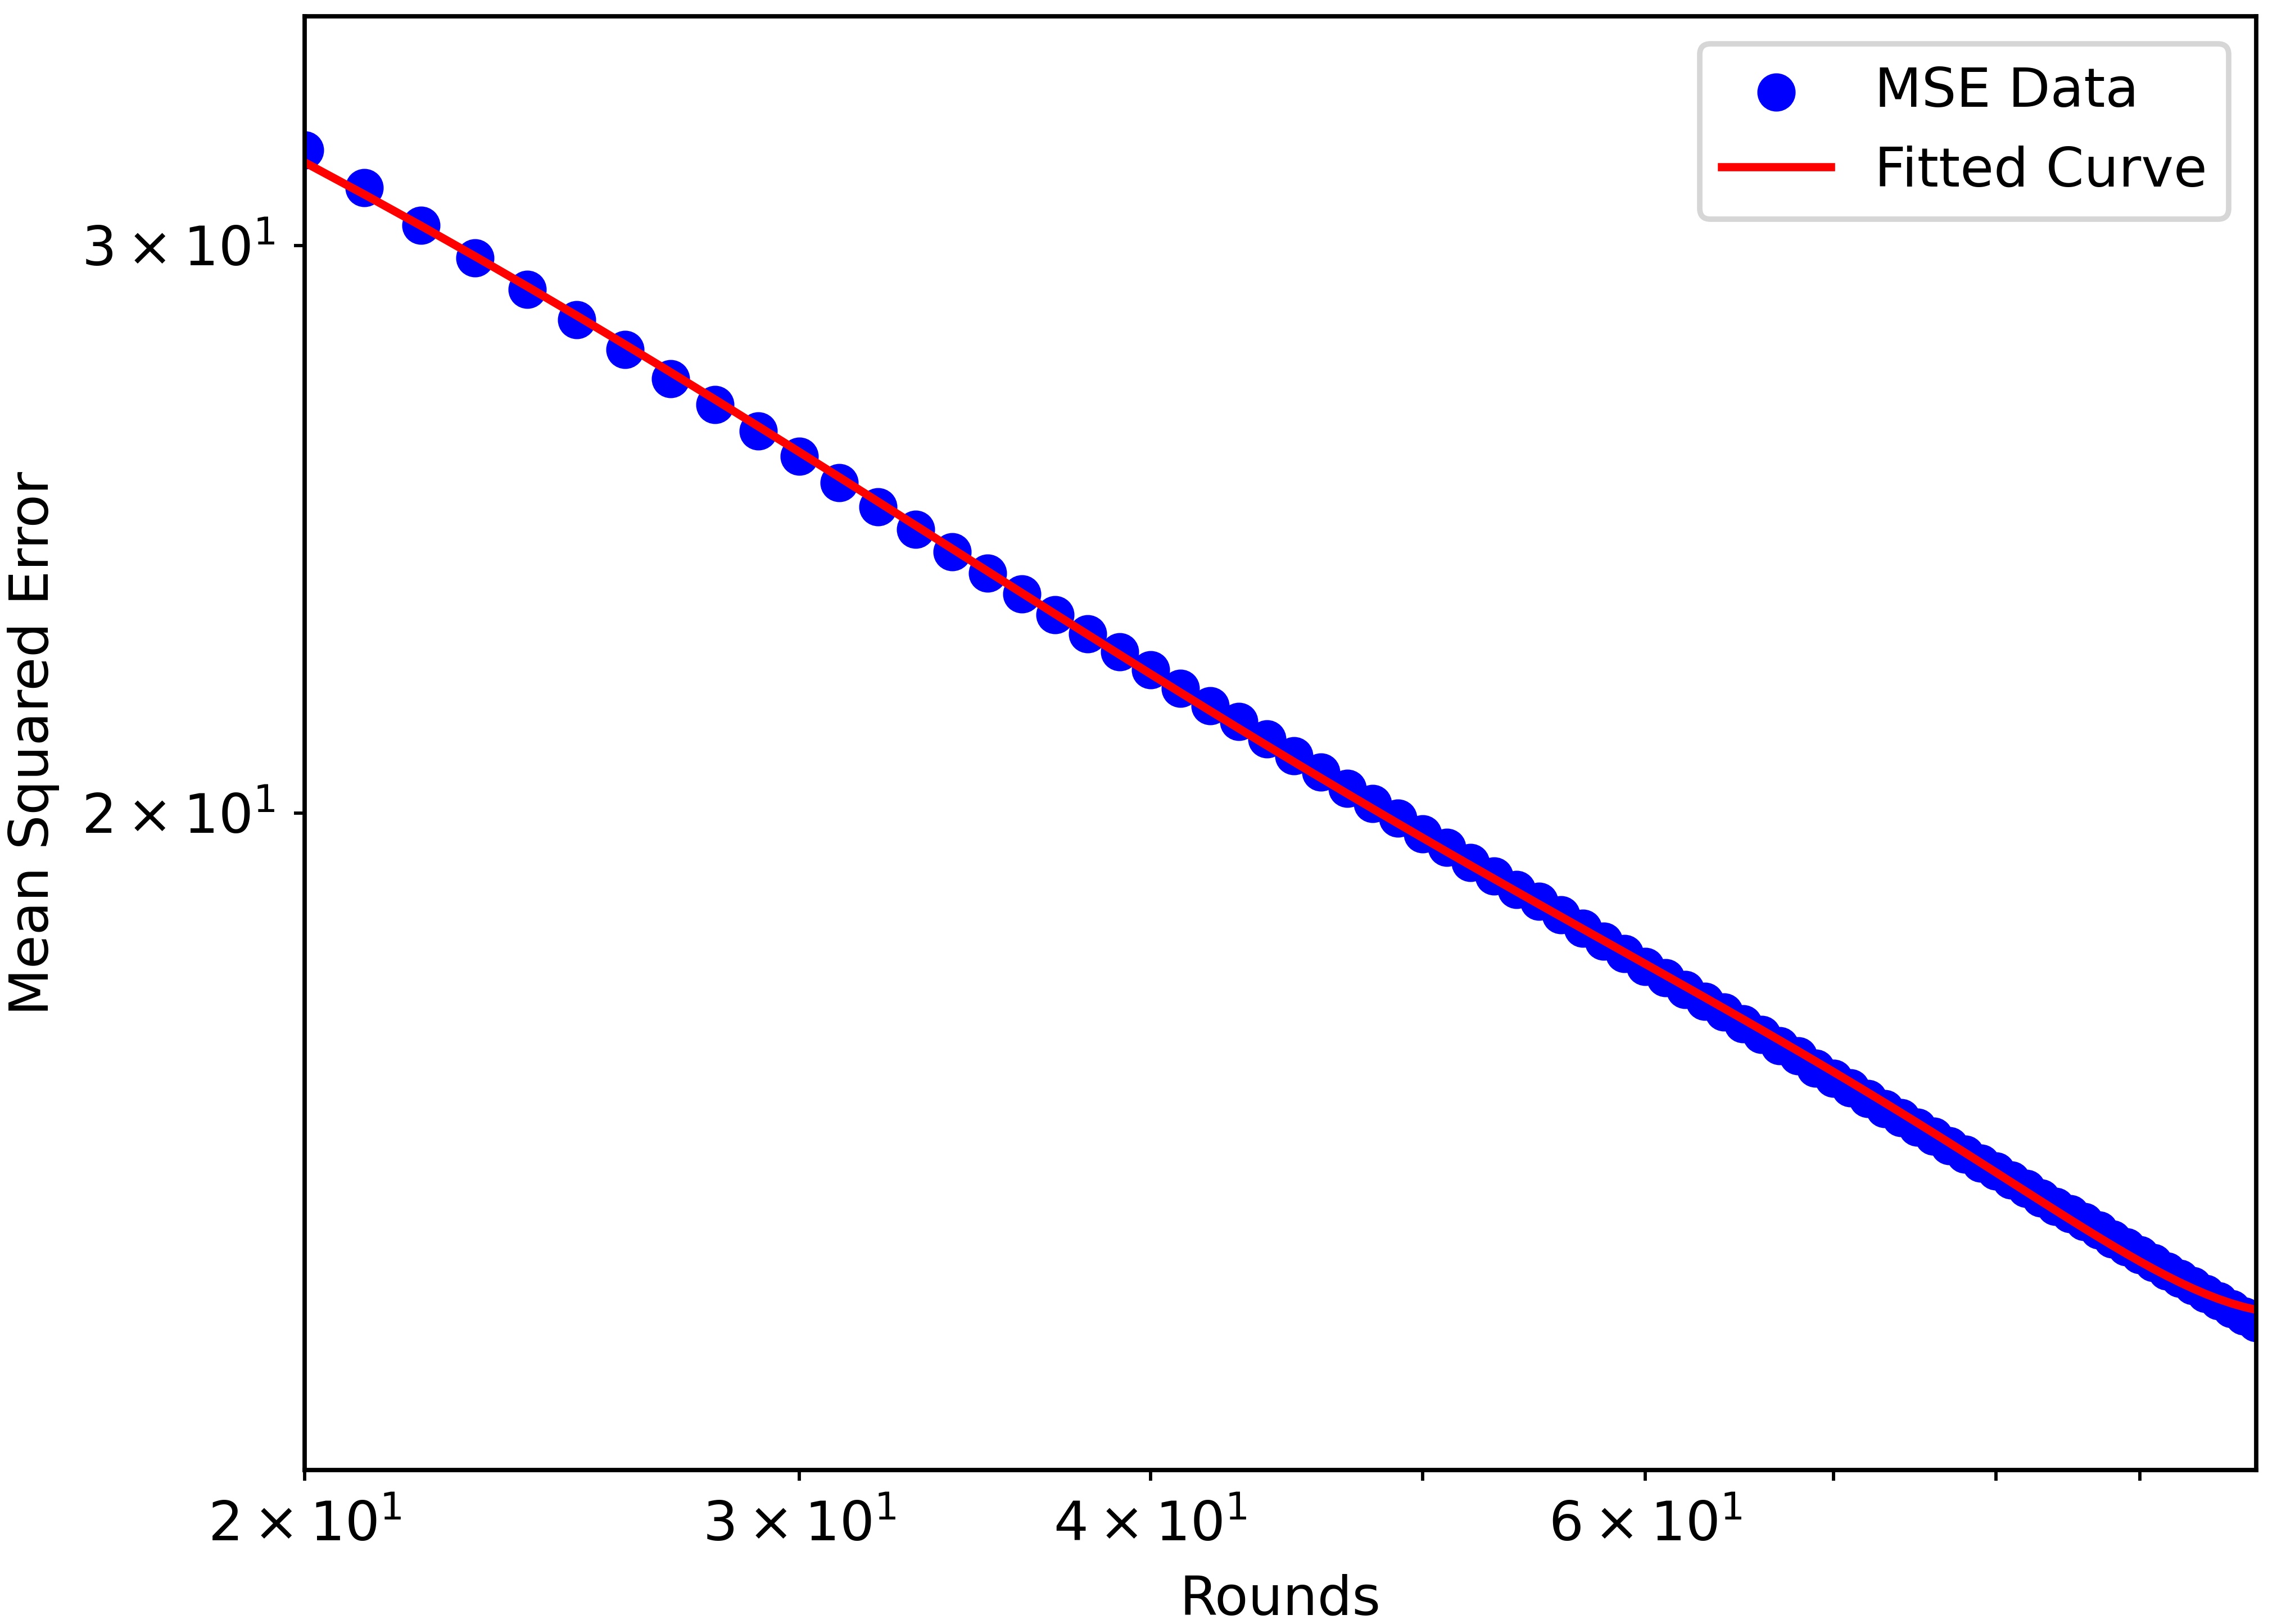 MSE Data
Fitted Curve
3 × 10¹
2 × 10¹
Mean Squared Error
2 × 10¹
3 × 10¹
4 × 10¹
6 × 10¹
Rounds